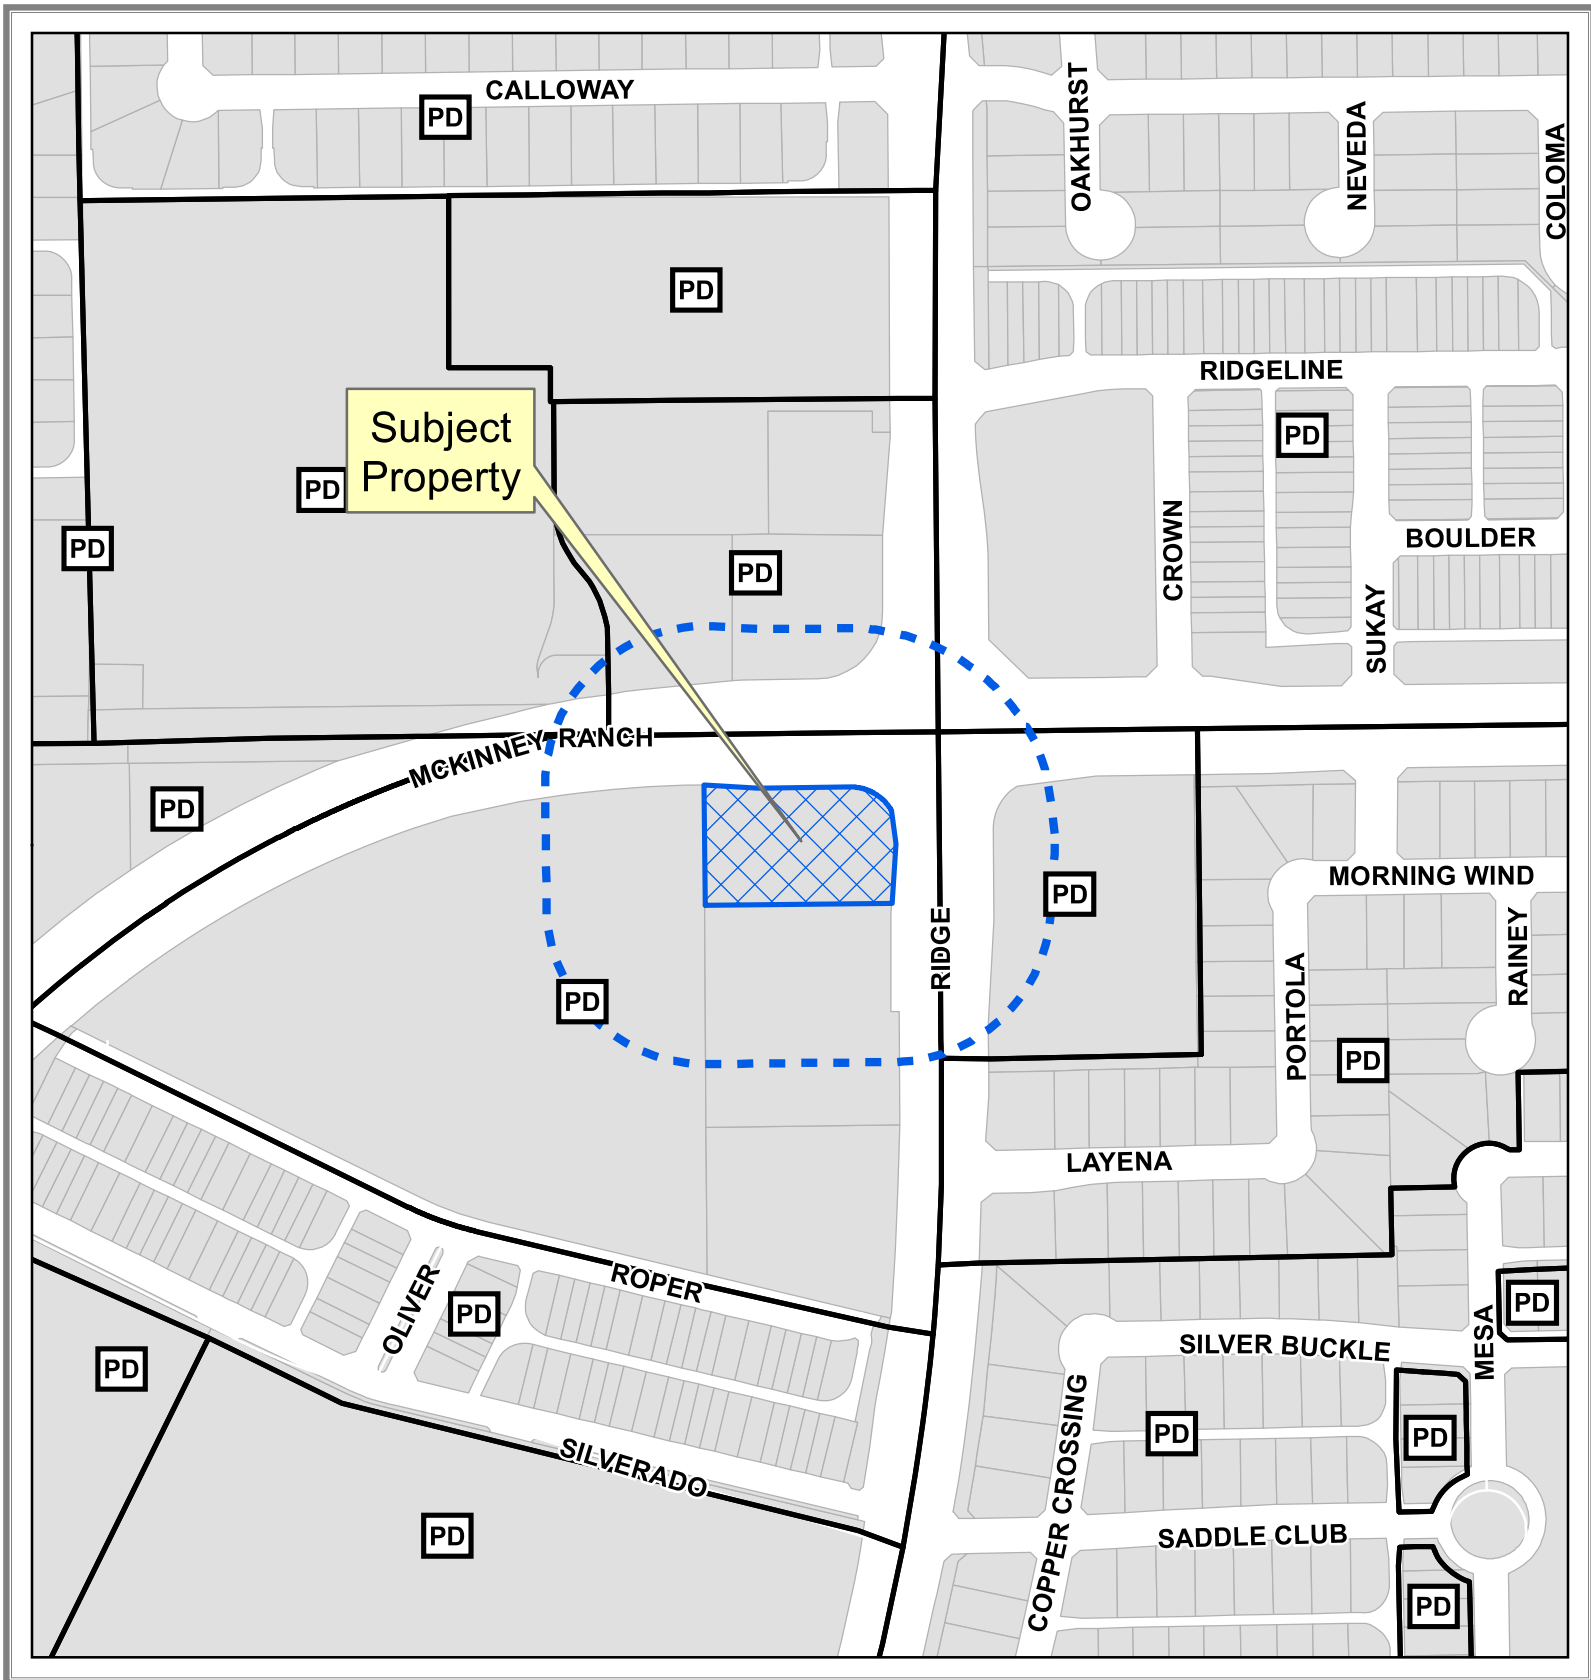 CALLOWAY
PD
OAKHURST
NEVEDA
COLOMA
PD
RIDGELINE
PD
Subject
Property
PD
PD
PD
CROWN
BOULDER
SUKAY
MCKINNEY RANCH
PD
PD
MORNING WIND
RIDGE
RAINEY
PORTOLA
PD
PD
LAYENA
ROPER
OLIVER
PD
PD
MESA
SILVER BUCKLE
PD
COPPER CROSSING
PD
PD
SILVERADO
PD
SADDLE CLUB
PD